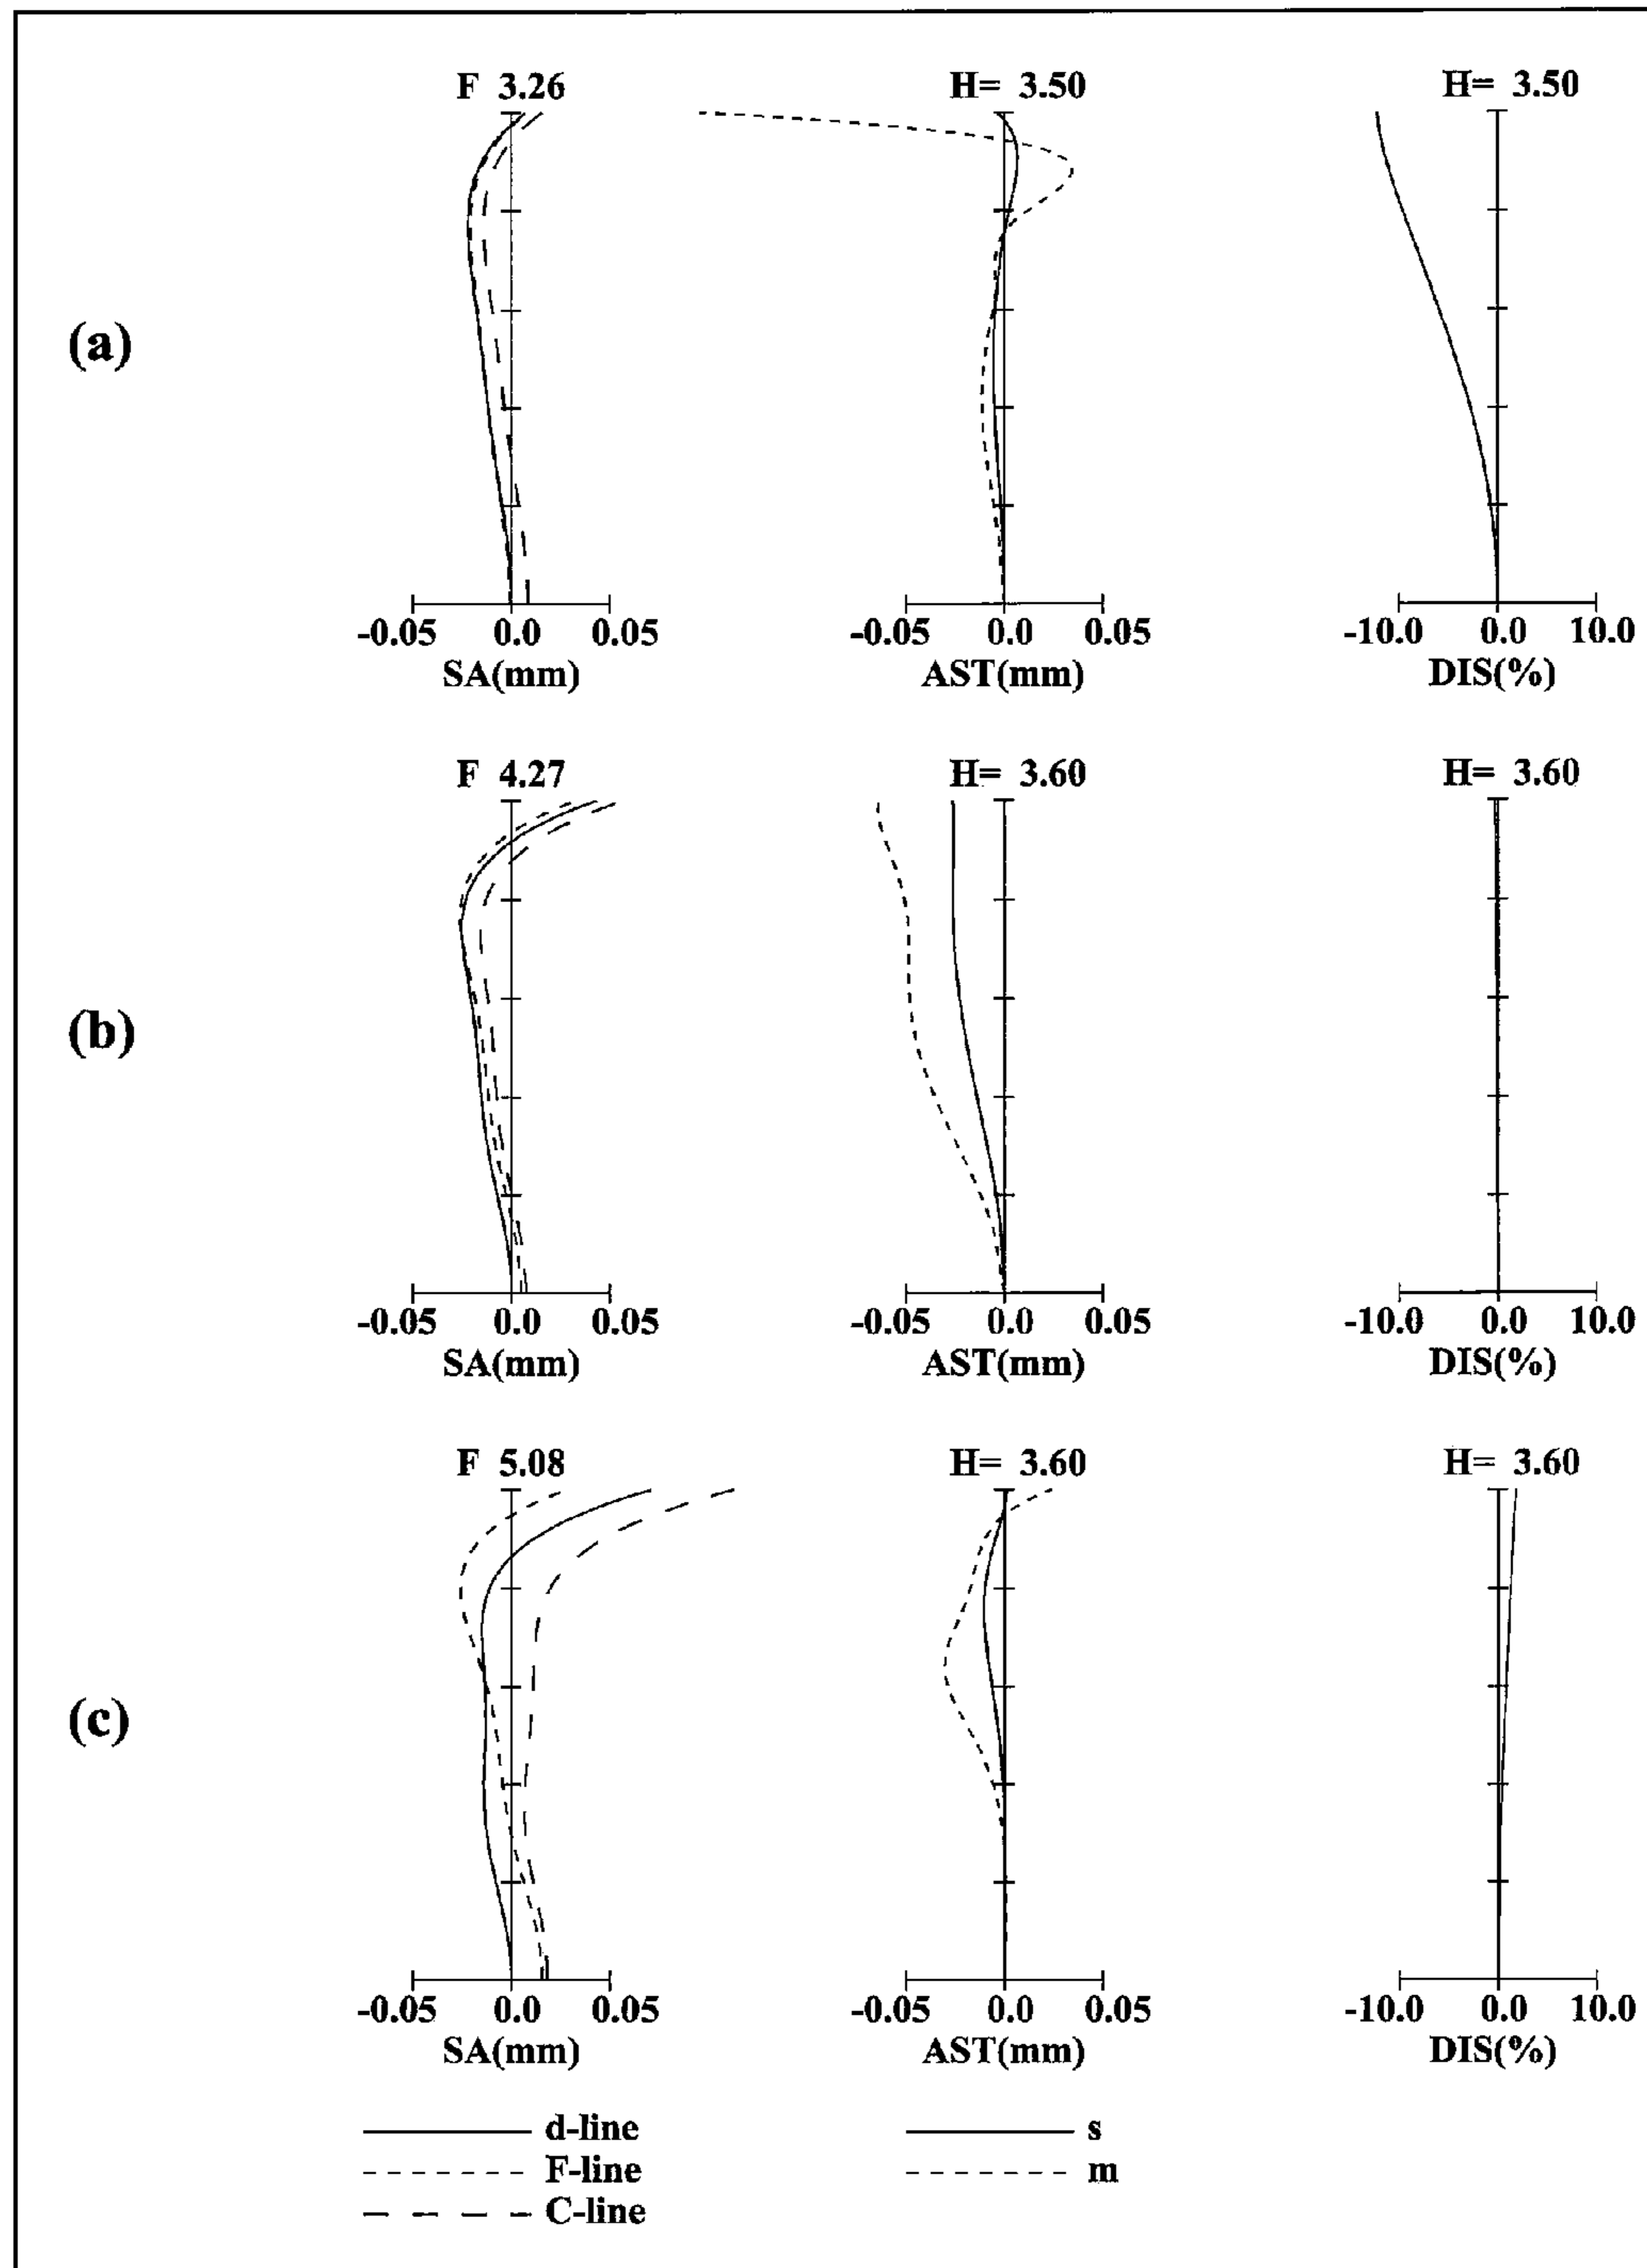 F 3.26 H= 3.50 H= 3.50
(a)
-0.05 0.0 0.05 -0.05 0.0 0.05 -10.0 0.0 10.0
SA(mm) AST(mm) DIS(%)
F 4.27 H= 3.60 H= 3.60
(b)
-0.05 0.0 0.05 -0.05 0.0 0.05 -10.0 0.0 10.0
SA(mm) AST(mm) DIS(%)
F 5.08 H= 3.60 H= 3.60
(c)
-0.05 0.0 0.05 -0.05 0.0 0.05 -10.0 0.0 10.0
SA(mm) AST(mm) DIS(%)
d-line s
F-line m
C-line